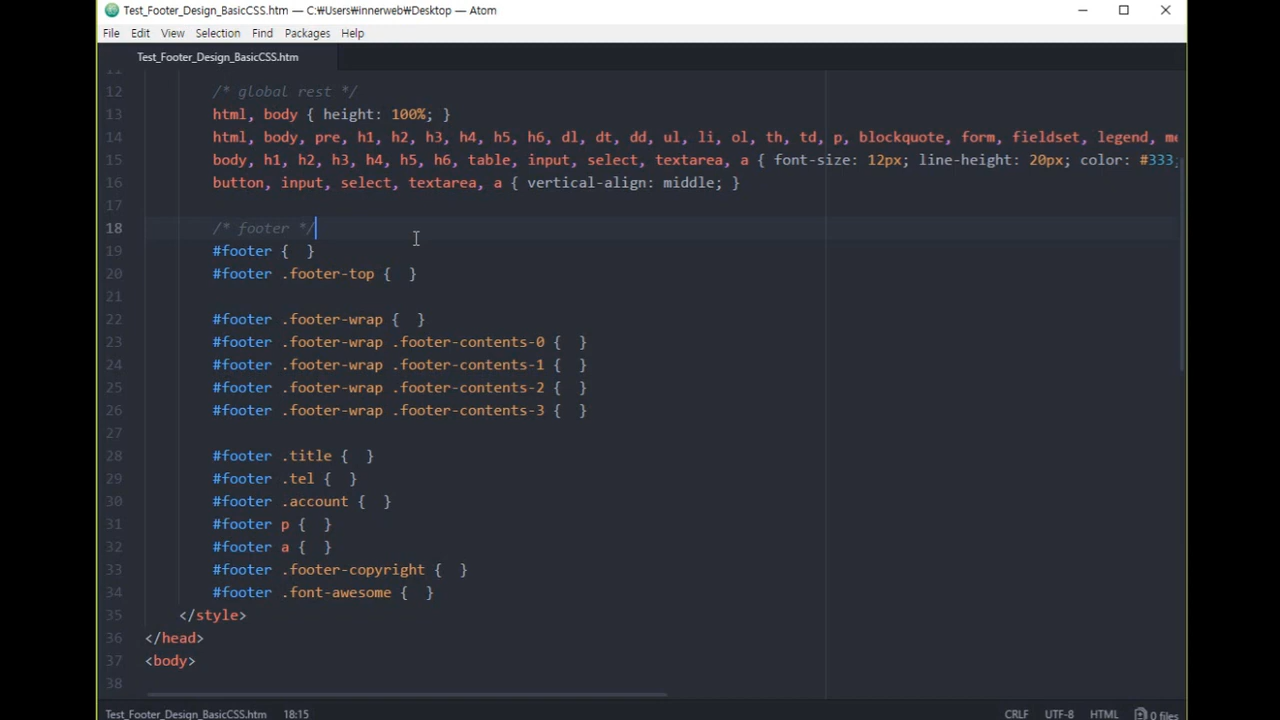 Test_Footer_Design_BasicCSS.htm — C:₩Users₩innerweb₩Desktop — Atom
File Edit View Selection Find Packages Help
Test_Footer_Design_BasicCSS.htm
11
12 /* global rest */
13 html, body { height: 100%; }
14 html, body, pre, h1, h2, h3, h4, h5, h6, dl, dt, dd, ul, li, ol, th, td, p, blockquote, form, fieldset, legend, me
15 body, h1, h2, h3, h4, h5, h6, table, input, select, textarea, a { font-size: 12px; line-height: 20px; color: #333;
16 button, input, select, textarea, a { vertical-align: middle; }
17
18 /* footer */
19 #footer { }
20 #footer .footer-top { }
21
22 #footer .footer-wrap { }
23 #footer .footer-wrap .footer-contents-0 { }
24 #footer .footer-wrap .footer-contents-1 { }
25 #footer .footer-wrap .footer-contents-2 { }
26 #footer .footer-wrap .footer-contents-3 { }
27
28 #footer .title { }
29 #footer .tel { }
30 #footer .account { }
31 #footer p { }
32 #footer a { }
33 #footer .footer-copyright { }
34 #footer .font-awesome { }
35 </style>
36 </head>
37 <body>
38
Test_Footer_Design_BasicCSS.htm 18:15 CRLF UTF-8 HTML 0 files